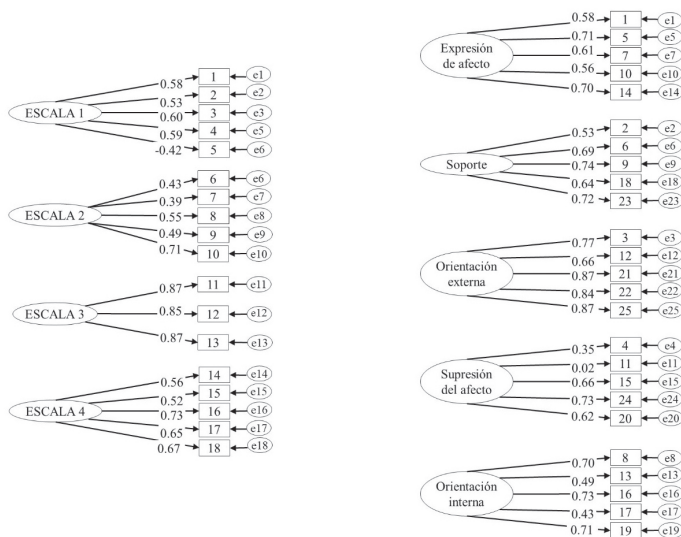 ESCALA 1
0.58 1 e1
0.53 2 e2
0.60 3 e3
0.59 4 e5
-0.42 5 e6
ESCALA 2
0.43 6 e6
0.39 7 e7
0.55 8 e8
0.49 9 e9
0.71 10 e10
ESCALA 3
0.87 11 e11
0.85 12 e12
0.87 13 e13
ESCALA 4
0.56 14 e14
0.52 15 e15
0.73 16 e16
0.65 17 e17
0.67 18 e18
Expresión
de afecto
0.58 1 e1
0.71 5 e5
0.61 7 e7
0.56 10 e10
0.70 14 e14
Soporte
0.53 2 e2
0.69 6 e6
0.74 9 e9
0.64 18 e18
0.72 23 e23
Orientación
externa
0.77 3 e3
0.66 12 e12
0.87 21 e21
0.84 22 e22
0.87 25 e25
Supresión
del afecto
0.35 4 e4
0.02 11 e11
0.66 15 e15
0.73 24 e24
0.62 20 e20
Orientación
interna
0.70 8 e8
0.49 13 e13
0.73 16 e16
0.43 17 e17
0.71 19 e19